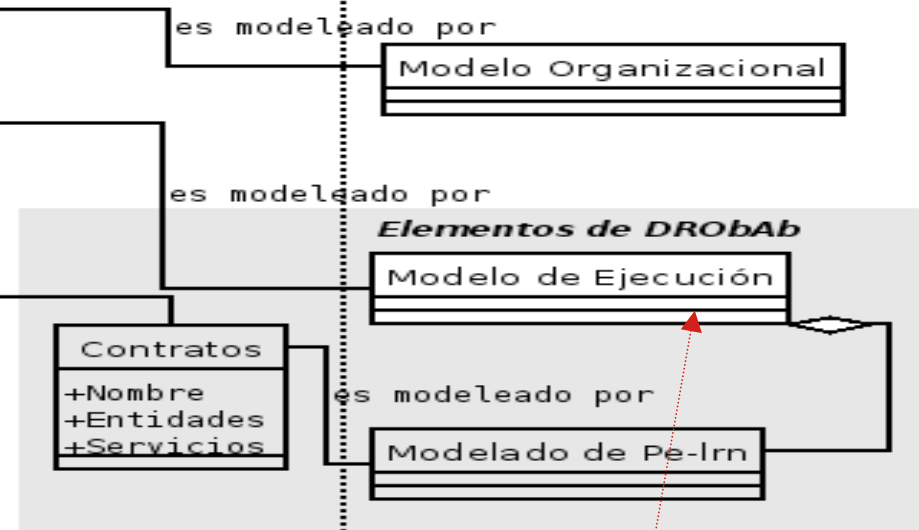 es modeleado por
Modelo Organizacional
es modeleado por
Elementos de DRObAb
Modelo de Ejecución
Contratos
+Nombre
+Entidades
+Servicios
es modeleado por
Modelado de Pe-lrn